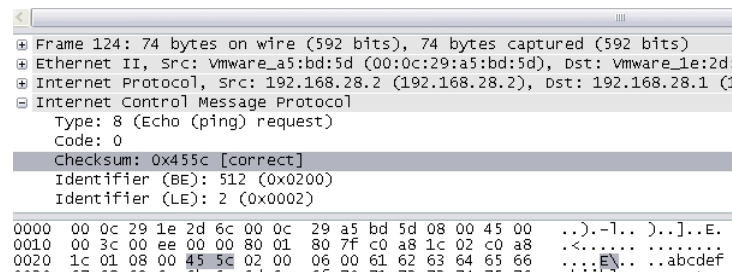 Frame 124: 74 bytes on wire (592 bits), 74 bytes captured (592 bits)
Ethernet II, Src: Vmware_a5:bd:5d (00:0c:29:a5:bd:5d), Dst: Vmware_1e:2d:
Internet Protocol, Src: 192.168.28.2 (192.168.28.2), Dst: 192.168.28.1 (1
Internet Control Message Protocol
Type: 8 (Echo (ping) request)
Code: 0
Checksum: 0x455c [correct]
Identifier (BE): 512 (0x0200)
Identifier (LE): 2 (0x0002)
0000 00 0c 29 1e 2d 6c 00 0c 29 a5 bd 5d 08 00 45 00 ..).-l.. )..]..E.
0010 00 3c 00 ee 00 00 80 01 80 7f c0 a8 1c 02 c0 a8 .<...... ........
0020 1c 01 08 00 45 5c 02 00 06 00 61 62 63 64 65 66 ....E\.. ..abcdef